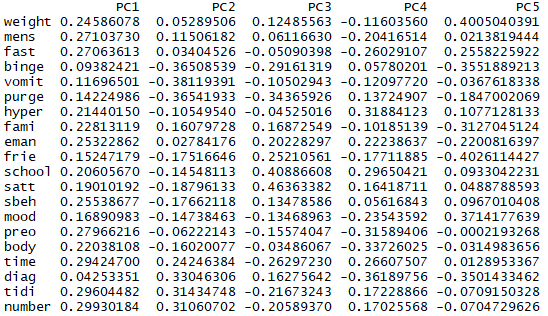 PC1 PC2 PC3 PC4 PC5
weight 0.24586078 0.05289506 0.12485563 -0.11603560 0.4005040391
mens 0.27103730 0.11506182 0.06116630 -0.20416514 0.0213819444
fast 0.27063613 0.03404526 -0.05090398 -0.26029107 0.2558225922
binge 0.09382421 -0.36508539 -0.29161319 0.05780201 -0.3551889213
vomit 0.11696501 -0.38119391 -0.10502943 -0.12097720 -0.0367618338
purge 0.14224986 -0.36541933 -0.34365926 0.13724907 -0.1847002069
hyper 0.21440150 -0.10549540 -0.04525016 0.31884123 0.1077128133
fami 0.22813119 0.16079728 0.16872549 -0.10185139 -0.3127045124
eman 0.25322862 0.02784176 0.20228297 0.22238637 -0.2200816397
frie 0.15247179 -0.17516646 0.25210561 -0.17711885 -0.4026114427
school 0.20605670 -0.14548113 0.40886608 0.29650421 0.0933042231
satt 0.19010192 -0.18796133 0.46363382 0.16418711 0.0488788593
sbeh 0.25538677 -0.17662118 0.13478586 0.05616843 0.0967010408
mood 0.16890983 -0.14738463 -0.13468963 -0.23543592 0.3714177639
preo 0.27966216 -0.06222143 -0.15574047 -0.31589406 -0.0002193268
body 0.22038108 -0.16020077 -0.03486067 -0.33726025 -0.0314983656
time 0.29424700 0.24246384 -0.26297230 0.26607507 0.0128953367
diag 0.04253351 0.33046306 0.16275642 -0.36189756 -0.3501433462
tidi 0.29604482 0.31434748 -0.21673243 0.17228866 -0.0709150328
number 0.29930184 0.31060702 -0.20589370 0.17025568 -0.0704729626